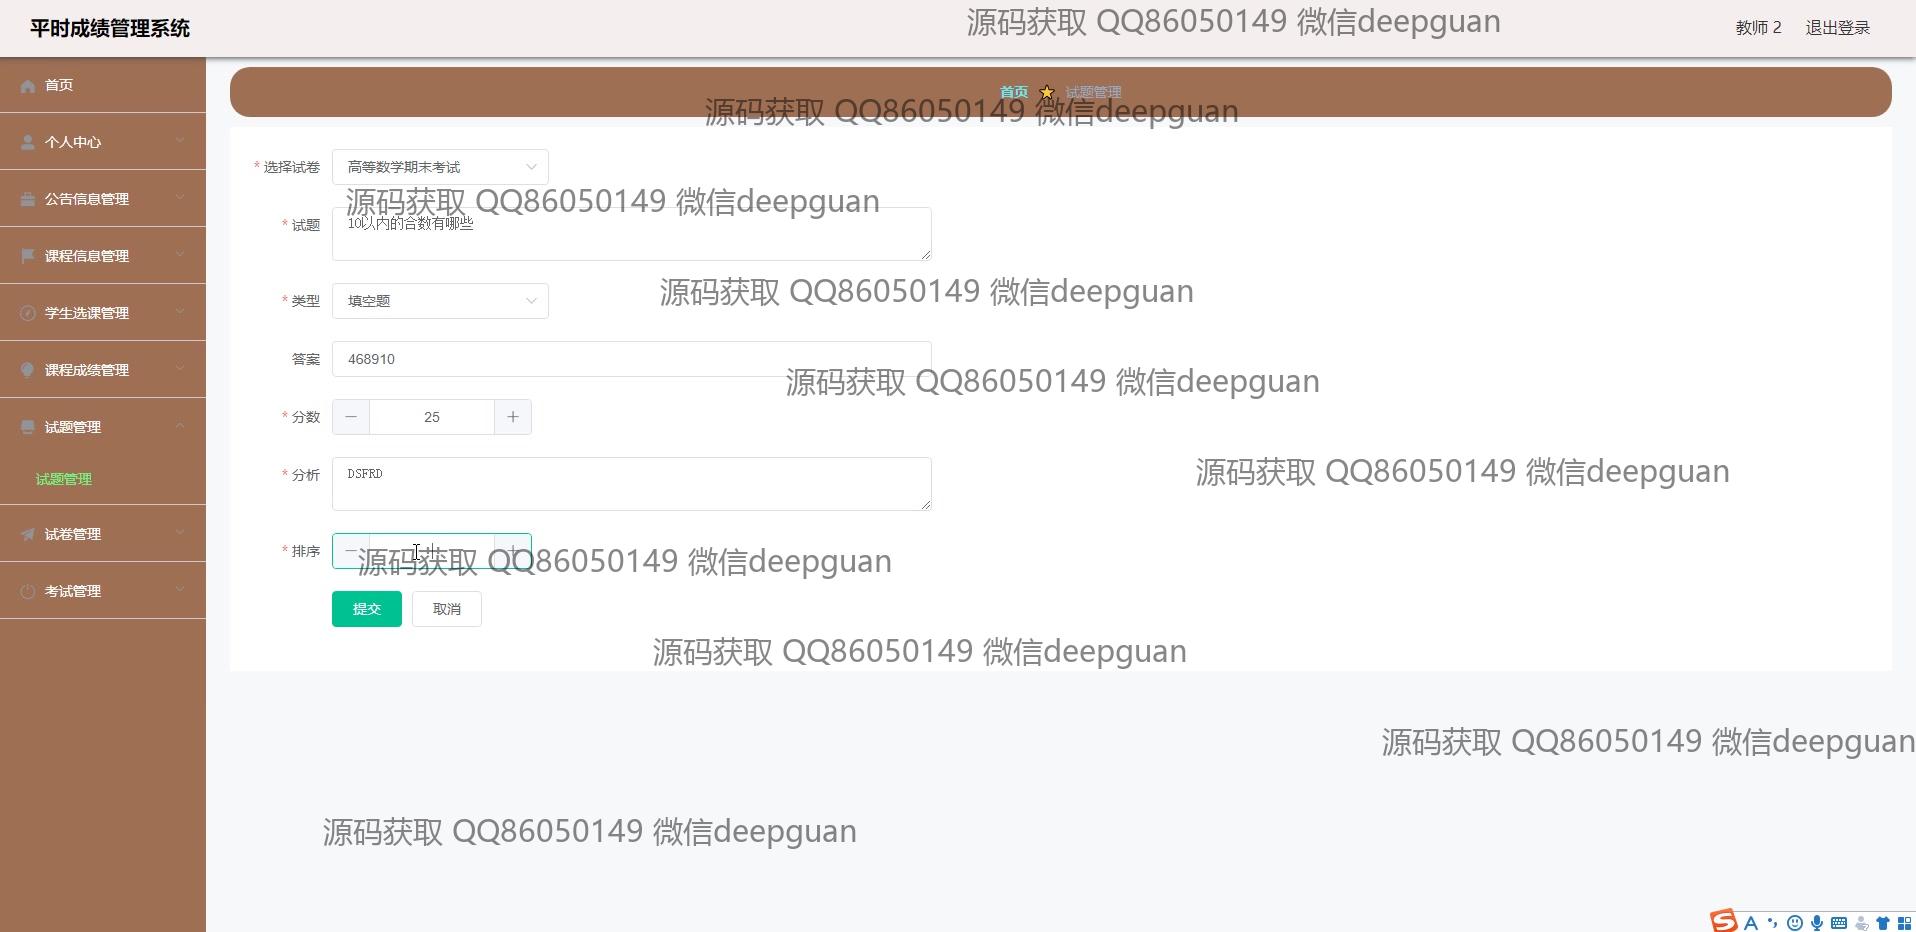 平时成绩管理系统
源码获取 QQ86050149 微信deepguan
教师 2 退出登录
首页
个人中心
公告信息管理
课程信息管理
学生选课管理
课程成绩管理
试题管理
试题管理
试卷管理
考试管理
首页 试题管理
源码获取 QQ86050149 微信deepguan
* 选择试卷 高等数学期末考试
源码获取 QQ86050149 微信deepguan
* 试题 10以内的合数有哪些
源码获取 QQ86050149 微信deepguan
* 类型 填空题
答案 468910
源码获取 QQ86050149 微信deepguan
* 分数 25
* 分析 DSFRD
源码获取 QQ86050149 微信deepguan
* 排序
源码获取 QQ86050149 微信deepguan
提交 取消
源码获取 QQ86050149 微信deepguan
源码获取 QQ86050149 微信deepguan
源码获取 QQ86050149 微信deepguan